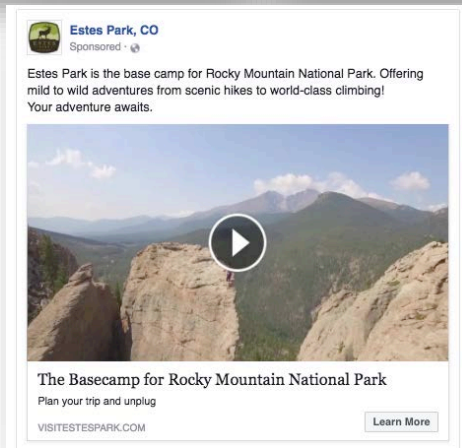 Estes Park, CO
Sponsored ·
Estes Park is the base camp for Rocky Mountain National Park. Offering
mild to wild adventures from scenic hikes to world-class climbing!
Your adventure awaits.
The Basecamp for Rocky Mountain National Park
Plan your trip and unplug
VISITESTESPARK.COM
Learn More